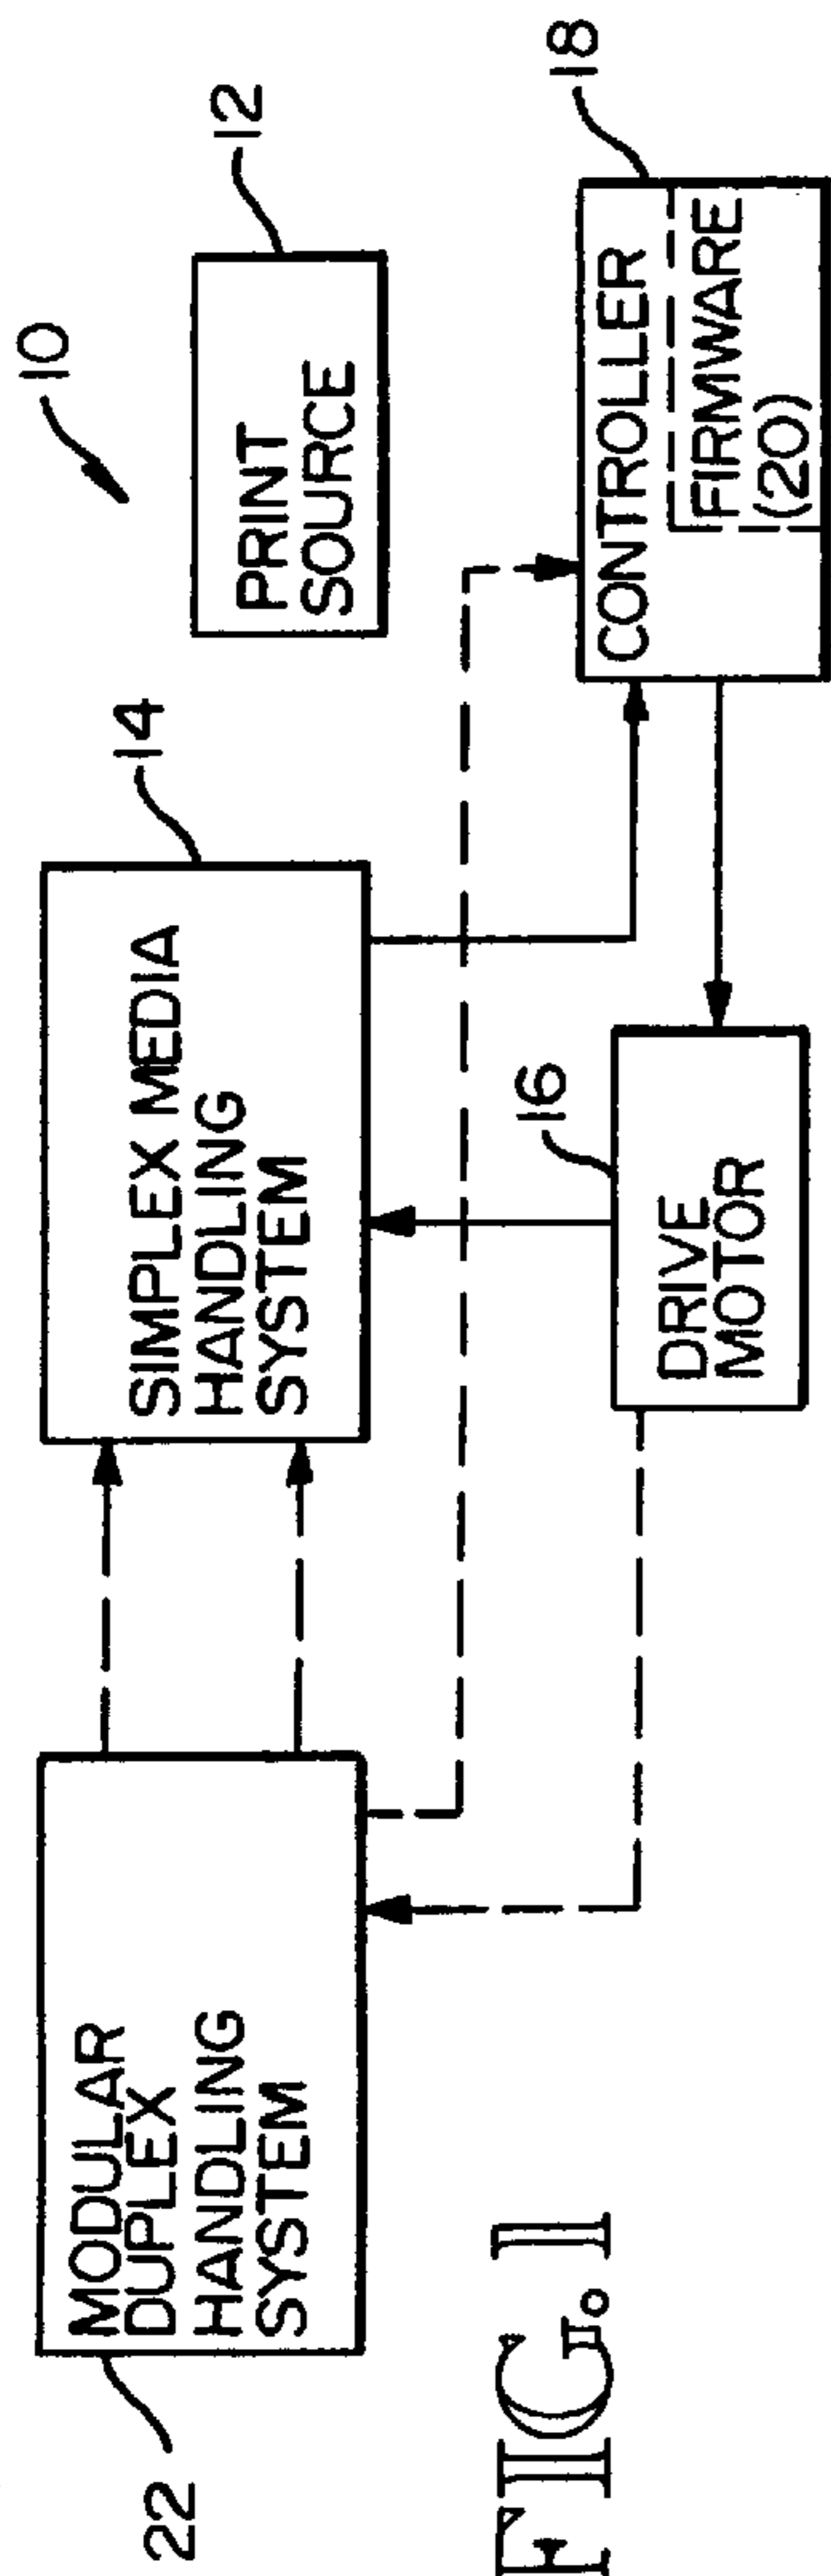 10
12
PRINT
SOURCE
14
SIMPLEX MEDIA
HANDLING
SYSTEM
22
MODULAR
DUPLEX
HANDLING
SYSTEM
16
DRIVE
MOTOR
18
CONTROLLER
FIRMWARE
(20)
FIG. 1